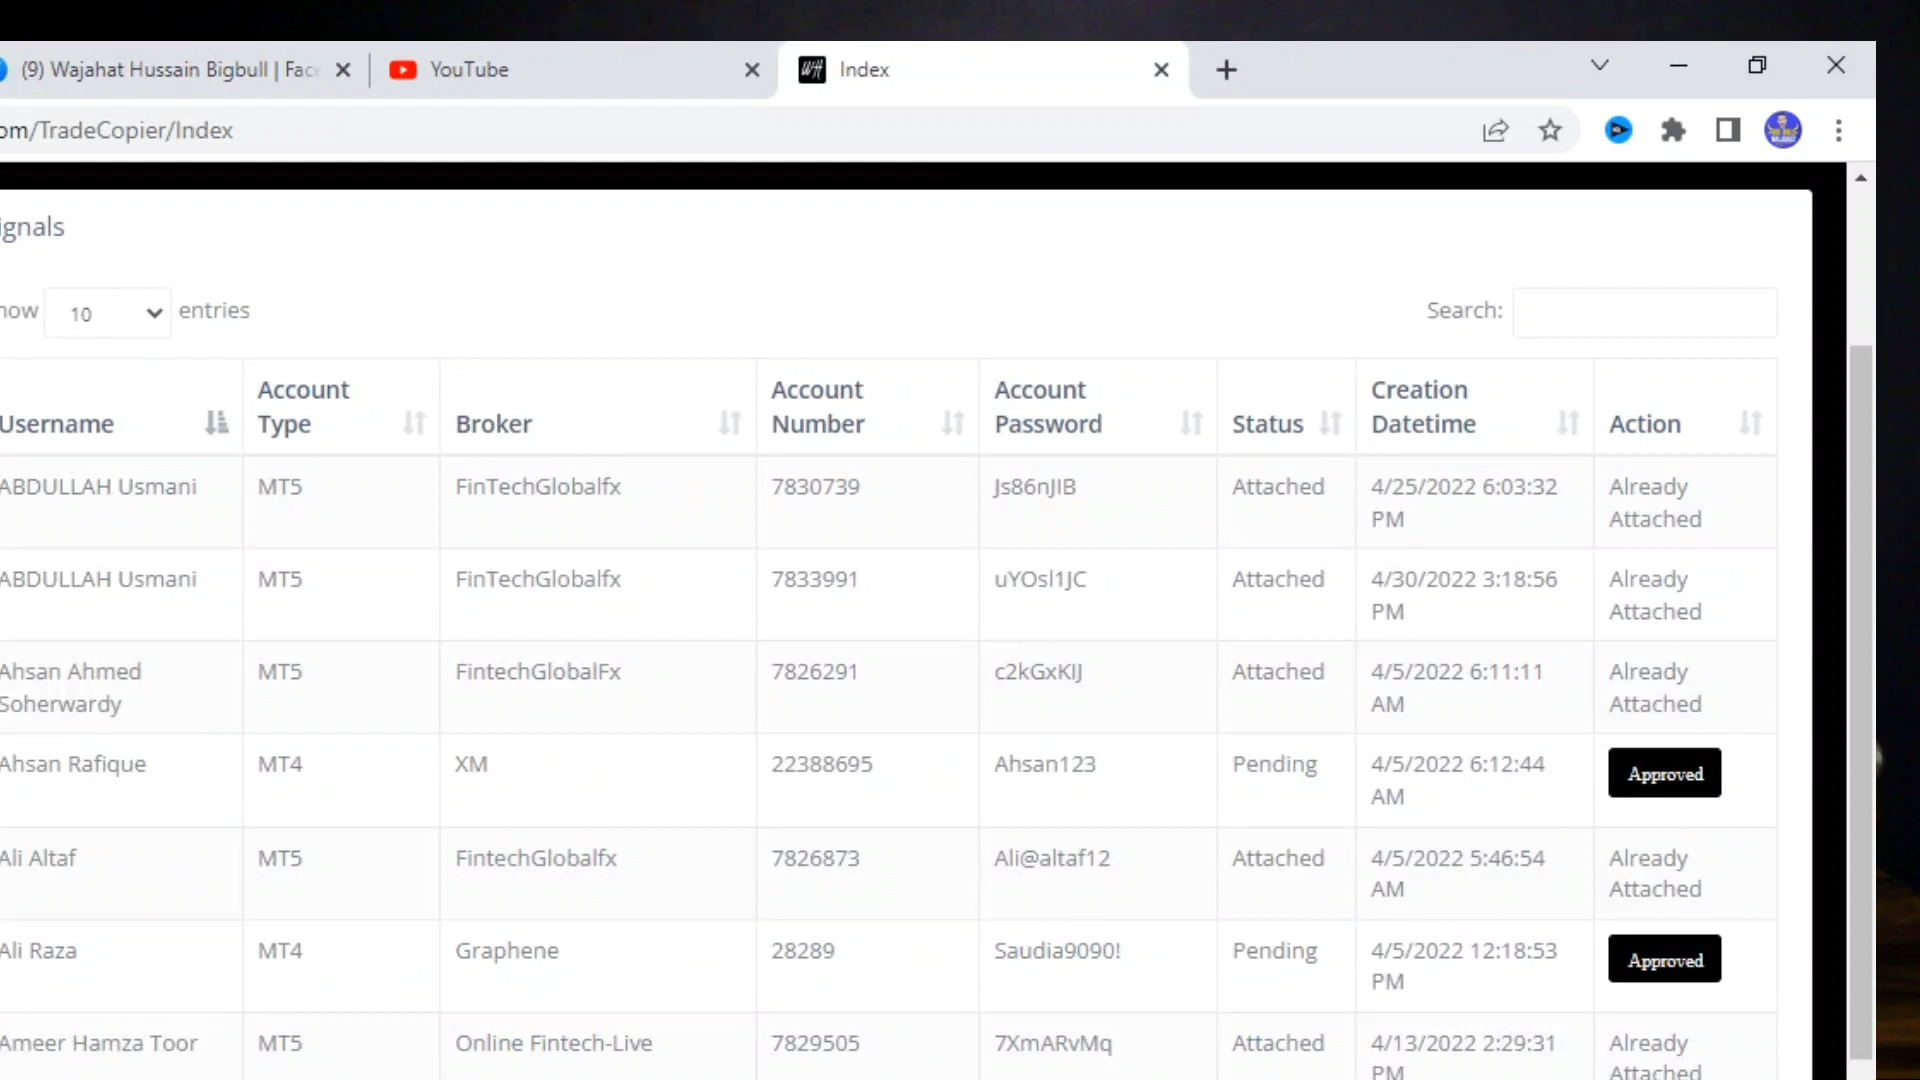 (9) Wajahat Hussain Bigbull | Fac
YouTube
WH Index
om/TradeCopier/Index
ignals
how 10 entries
Search:
Username
Account Type
Broker
Account Number
Account Password
Status
Creation Datetime
Action
ABDULLAH Usmani MT5 FinTechGlobalfx 7830739 Attached 4/25/2022 6:03:32 PM Already Attached
ABDULLAH Usmani MT5 FinTechGlobalfx 7833991 Attached 4/30/2022 3:18:56 PM Already Attached
Ahsan Ahmed Soherwardy MT5 FintechGlobalFx 7826291 Attached 4/5/2022 6:11:11 AM Already Attached
Ahsan Rafique MT4 XM 22388695 Ahsan123 Pending 4/5/2022 6:12:44 AM Approved
Ali Altaf MT5 FintechGlobalfx 7826873 Ali@altaf12 Attached 4/5/2022 5:46:54 AM Already Attached
Ali Raza MT4 Graphene 28289 Saudia9090! Pending 4/5/2022 12:18:53 PM Approved
Ameer Hamza Toor MT5 Online Fintech-Live 7829505 7XmARvMq Attached 4/13/2022 2:29:31 PM Already Attached